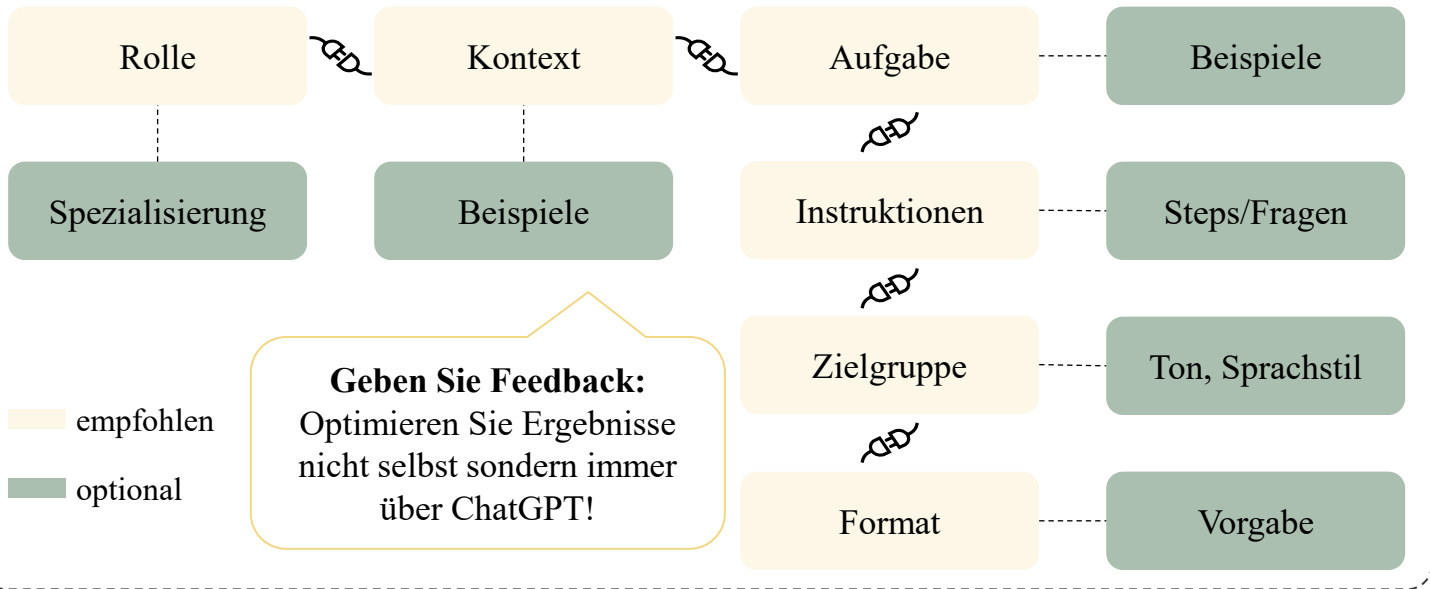 Rolle
Kontext
Aufgabe
Beispiele
Spezialisierung
Beispiele
Instruktionen
Steps/Fragen
Zielgruppe
Ton, Sprachstil
Geben Sie Feedback:
Optimieren Sie Ergebnisse
nicht selbst sondern immer
über ChatGPT!
empfohlen
optional
Format
Vorgabe